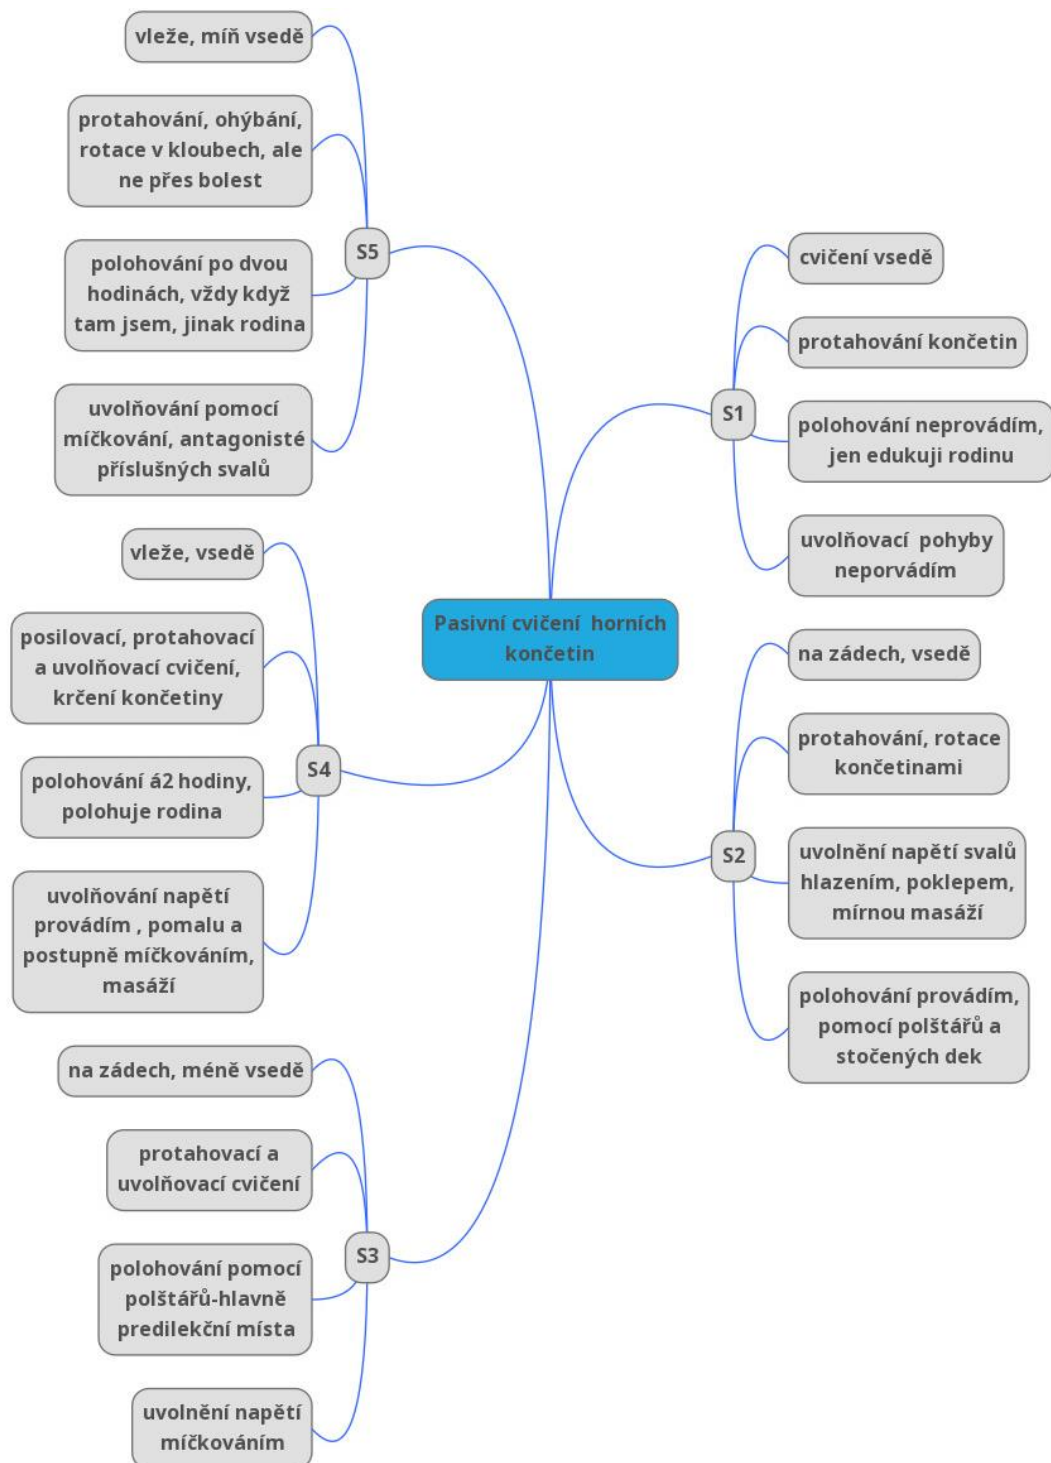 Pasivní cvičení  horních
končetin
S1
cvičení vsedě
protahování končetin
polohování neprovádím,
jen edukuji rodinu
uvolňovací  pohyby
neporvádím
S2
na zádech, vsedě
protahování, rotace
končetinami
uvolnění napětí svalů
hlazením, poklepem,
mírnou masáží
polohování provádím,
pomocí polštářů a
stočených dek
S3
na zádech, méně vsedě
protahovací a
uvolňovací cvičení
polohování pomocí
polštářů-hlavně
predilekční místa
uvolnění napětí
míčkováním
S4
vleže, vsedě
posilovací, protahovací
a uvolňovací cvičení,
krčení končetiny
polohování á2 hodiny,
polohuje rodina
uvolňování napětí
provádím , pomalu a
postupně míčkováním,
masáží
S5
vleže, míň vsedě
protahování, ohýbání,
rotace v kloubech, ale
ne přes bolest
polohování po dvou
hodinách, vždy když
tam jsem, jinak rodina
uvolňování pomocí
míčkování, antagonisté
příslušných svalů